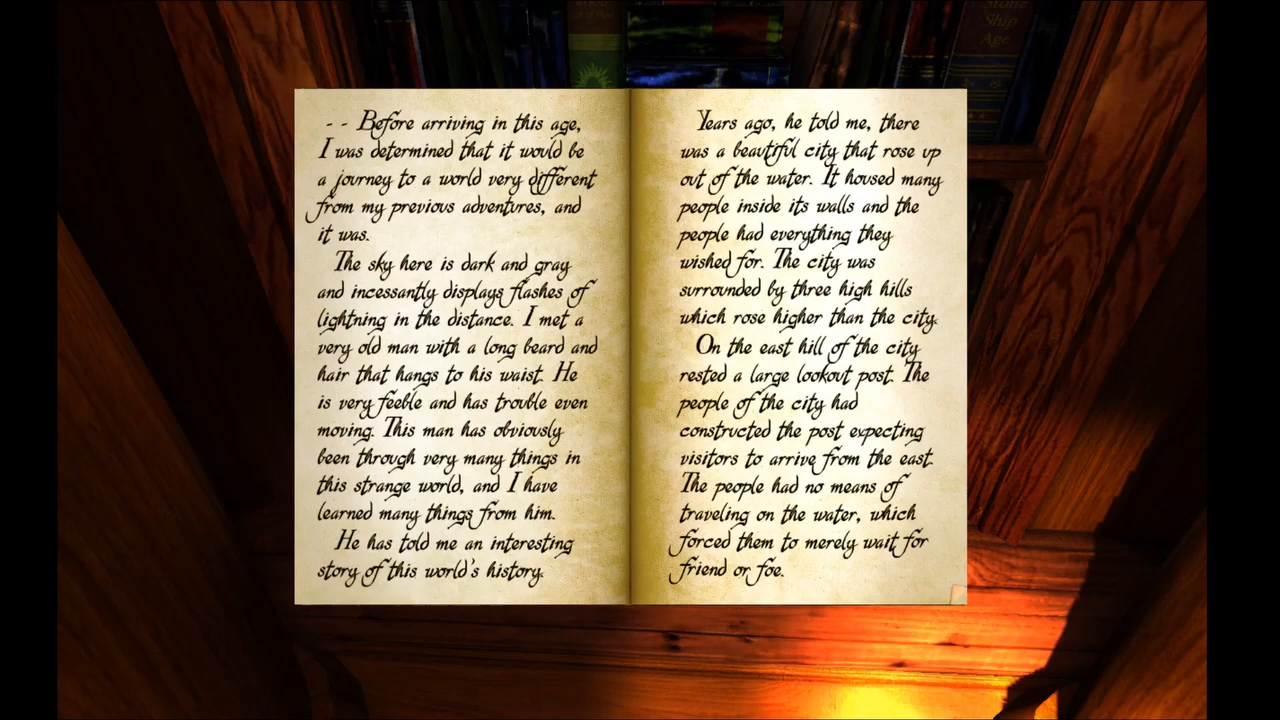 Stone
Ship
Age
-- Before arriving in this age,
I was determined that it would be
a journey to a world very different
from my previous adventures, and
it was.
The sky here is dark and gray
and incessantly displays flashes of
lightning in the distance. I met a
very old man with a long beard and
hair that hangs to his waist. He
is very feeble and has trouble even
moving. This man has obviously
been through very many things in
this strange world, and I have
learned many things from him.
He has told me an interesting
story of this world's history.
Years ago, he told me, there
was a beautiful city that rose up
out of the water. It housed many
people inside its walls and the
people had everything they
wished for. The city was
surrounded by three high hills
which rose higher than the city.
On the east hill of the city
rested a large lookout post. The
people of the city had
constructed the post expecting
visitors to arrive from the east.
The people had no means of
traveling on the water, which
forced them to merely wait for
friend or foe.